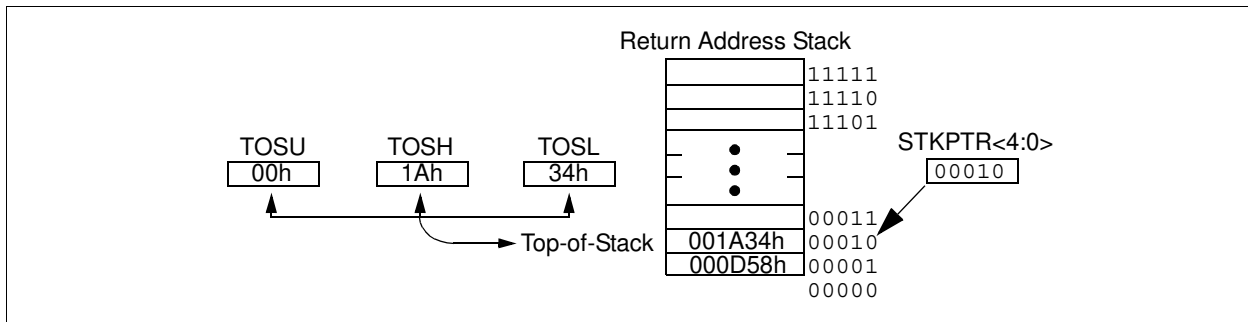 Return Address Stack
11111
11110
11101
TOSU TOSH TOSL STKPTR<4:0>
00h 1Ah 34h 00010
00011
Top-of-Stack 001A34h 00010
000D58h 00001
00000